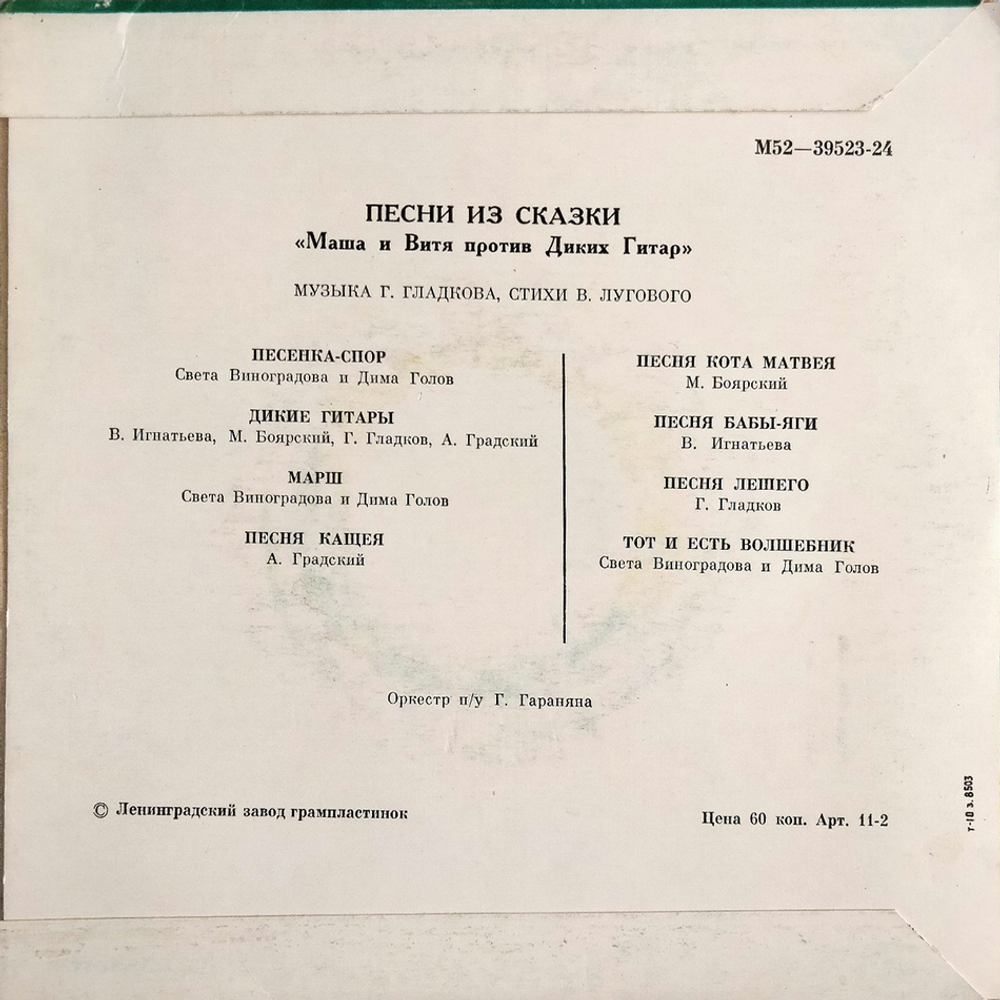 М52—39523-24
ПЕСНИ ИЗ СКАЗКИ
«Маша и Витя против Диких Гитар»
МУЗЫКА Г. ГЛАДКОВА, СТИХИ В. ЛУГОВОГО
ПЕСЕНКА-СПОР
Света Виноградова и Дима Голов
ДИКИЕ ГИТАРЫ
В. Игнатьева, М. Боярский, Г. Гладков, А. Градский
МАРШ
Света Виноградова и Дима Голов
ПЕСНЯ КАЩЕЯ
А. Градский
ПЕСНЯ КОТА МАТВЕЯ
М. Боярский
ПЕСНЯ БАБЫ-ЯГИ
В. Игнатьева
ПЕСНЯ ЛЕШЕГО
Г. Гладков
ТОТ И ЕСТЬ ВОЛШЕБНИК
Света Виноградова и Дима Голов
Оркестр п/у Г. Гараняна
© Ленинградский завод грампластинок
Цена 60 коп. Арт. 11-2
т-10 з. 8503